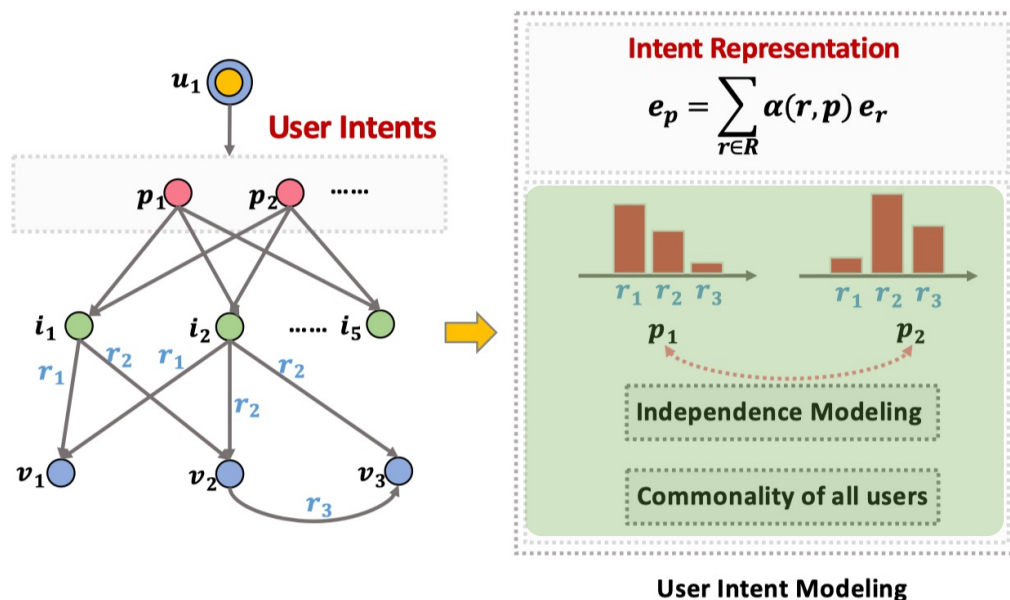 u₁
User Intents
p₁ p₂ ······
i₁ i₂ ······ i₅
r₁ r₂ r₁ r₂
r₂
v₁ v₂ v₃
r₃
Intent Representation
eₚ = ∑ α(r, p) eᵣ
r∈R
r₁ r₂ r₃
p₁
r₁ r₂ r₃
p₂
Independence Modeling
Commonality of all users
User Intent Modeling